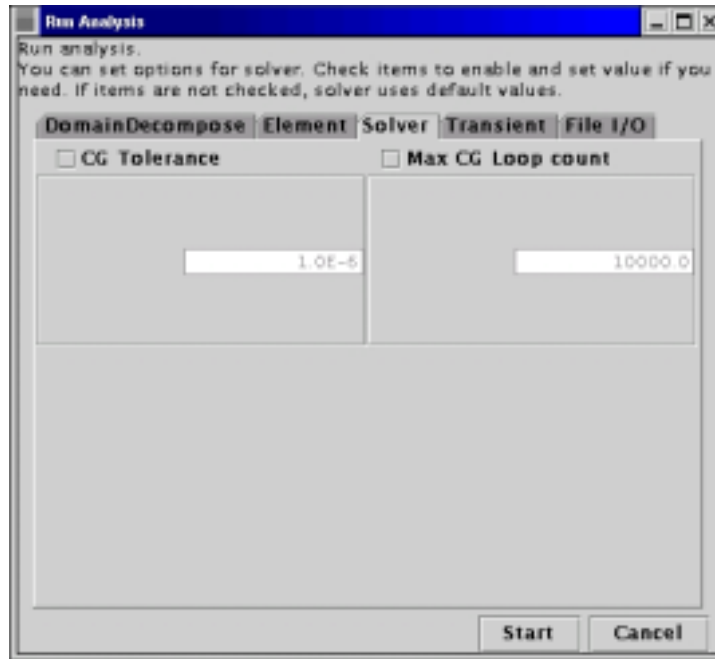 Run Analysis
Run analysis.
You can set options for solver. Check items to enable and set value if you
need. If items are not checked, solver uses default values.
DomainDecompose Element Solver Transient File I/O
CG Tolerance Max CG Loop count
1.0E-6 10000.0
Start Cancel